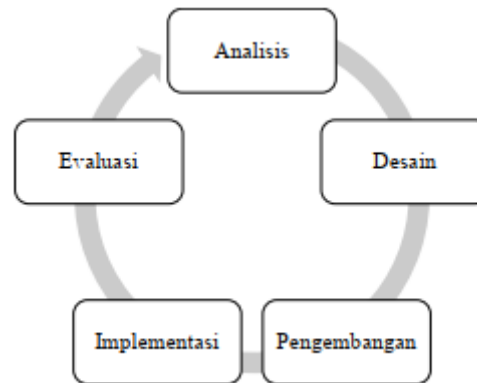 Analisis
Desain
Pengembangan
Implementasi
Evaluasi